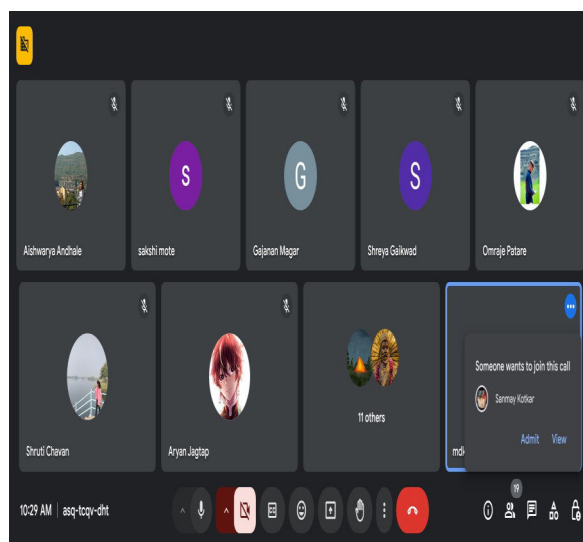 S
G
S
Aishwarya Andhale
sakshi mote
Gajanan Magar
Shreya Gaikwad
Omraje Patare
Someone wants to join this call
Sanmay Kotkar
Admit View
11 others
Shruti Chavan
Aryan Jagtap
19
10:29 AM | asq-tcqv-dht